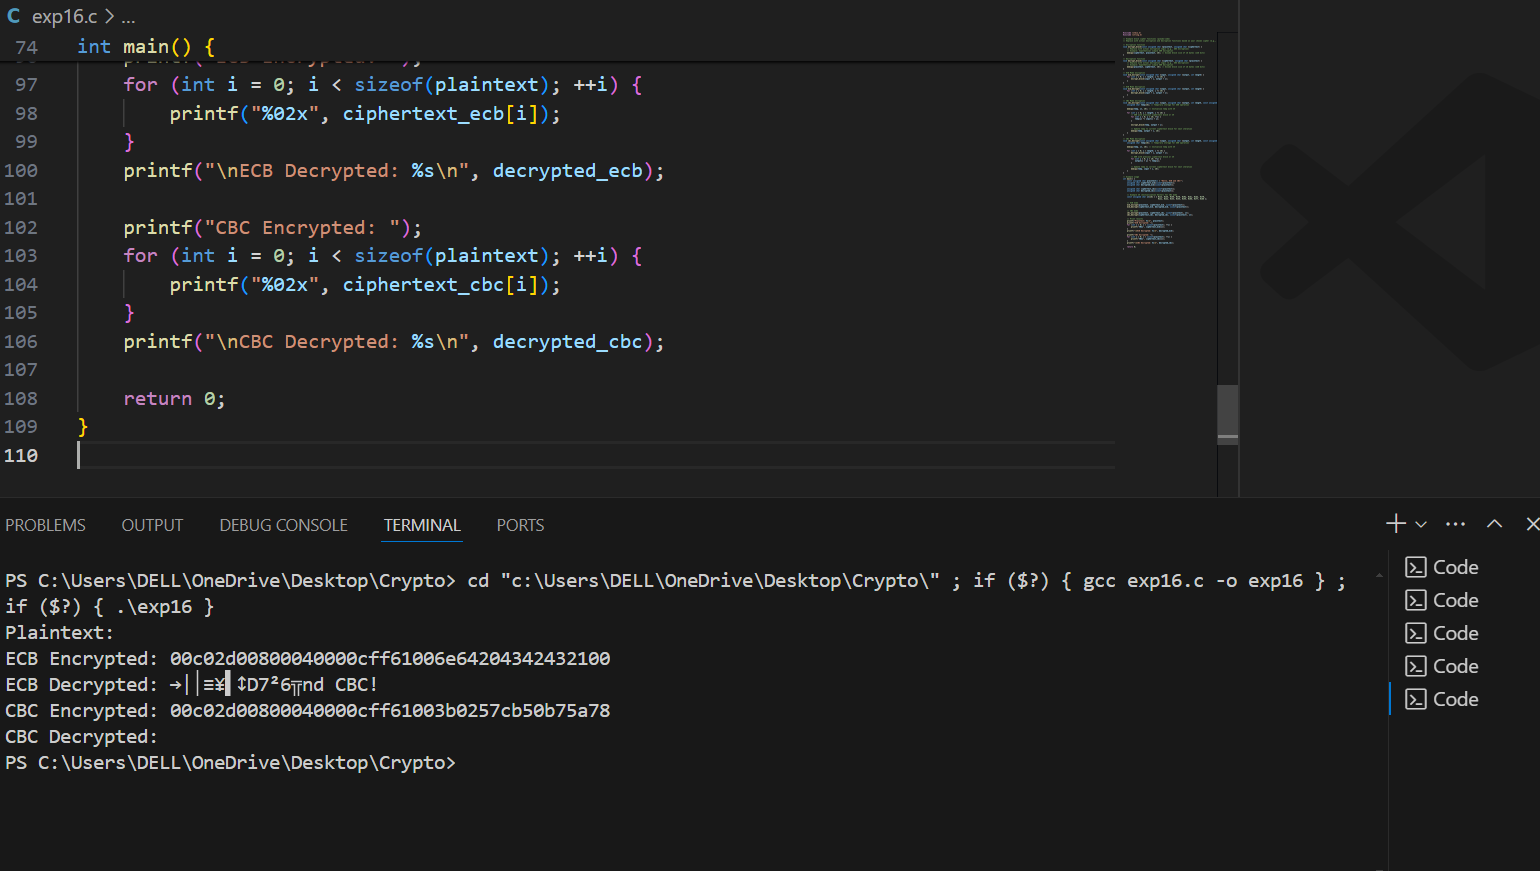 C exp16.c > ...
74 int main() {
97 for (int i = 0; i < sizeof(plaintext); ++i) {
98 printf("%02x", ciphertext_ecb[i]);
99 }
100 printf("\nECB Decrypted: %s\n", decrypted_ecb);
101
102 printf("CBC Encrypted: ");
103 for (int i = 0; i < sizeof(plaintext); ++i) {
104 printf("%02x", ciphertext_cbc[i]);
105 }
106 printf("\nCBC Decrypted: %s\n", decrypted_cbc);
107
108 return 0;
109 }
110
PROBLEMS OUTPUT DEBUG CONSOLE TERMINAL PORTS
PS C:\Users\DELL\OneDrive\Desktop\Crypto> cd "c:\Users\DELL\OneDrive\Desktop\Crypto\" ; if ($?) { gcc exp16.c -o exp16 } ;
if ($?) { .\exp16 }
Plaintext:
ECB Encrypted: 00c02d00800040000cff61006e64204342432100
ECB Decrypted: →││≡¥▌↕D7²6╥nd CBC!
CBC Encrypted: 00c02d00800040000cff61003b0257cb50b75a78
CBC Decrypted:
PS C:\Users\DELL\OneDrive\Desktop\Crypto>
Code
Code
Code
Code
Code